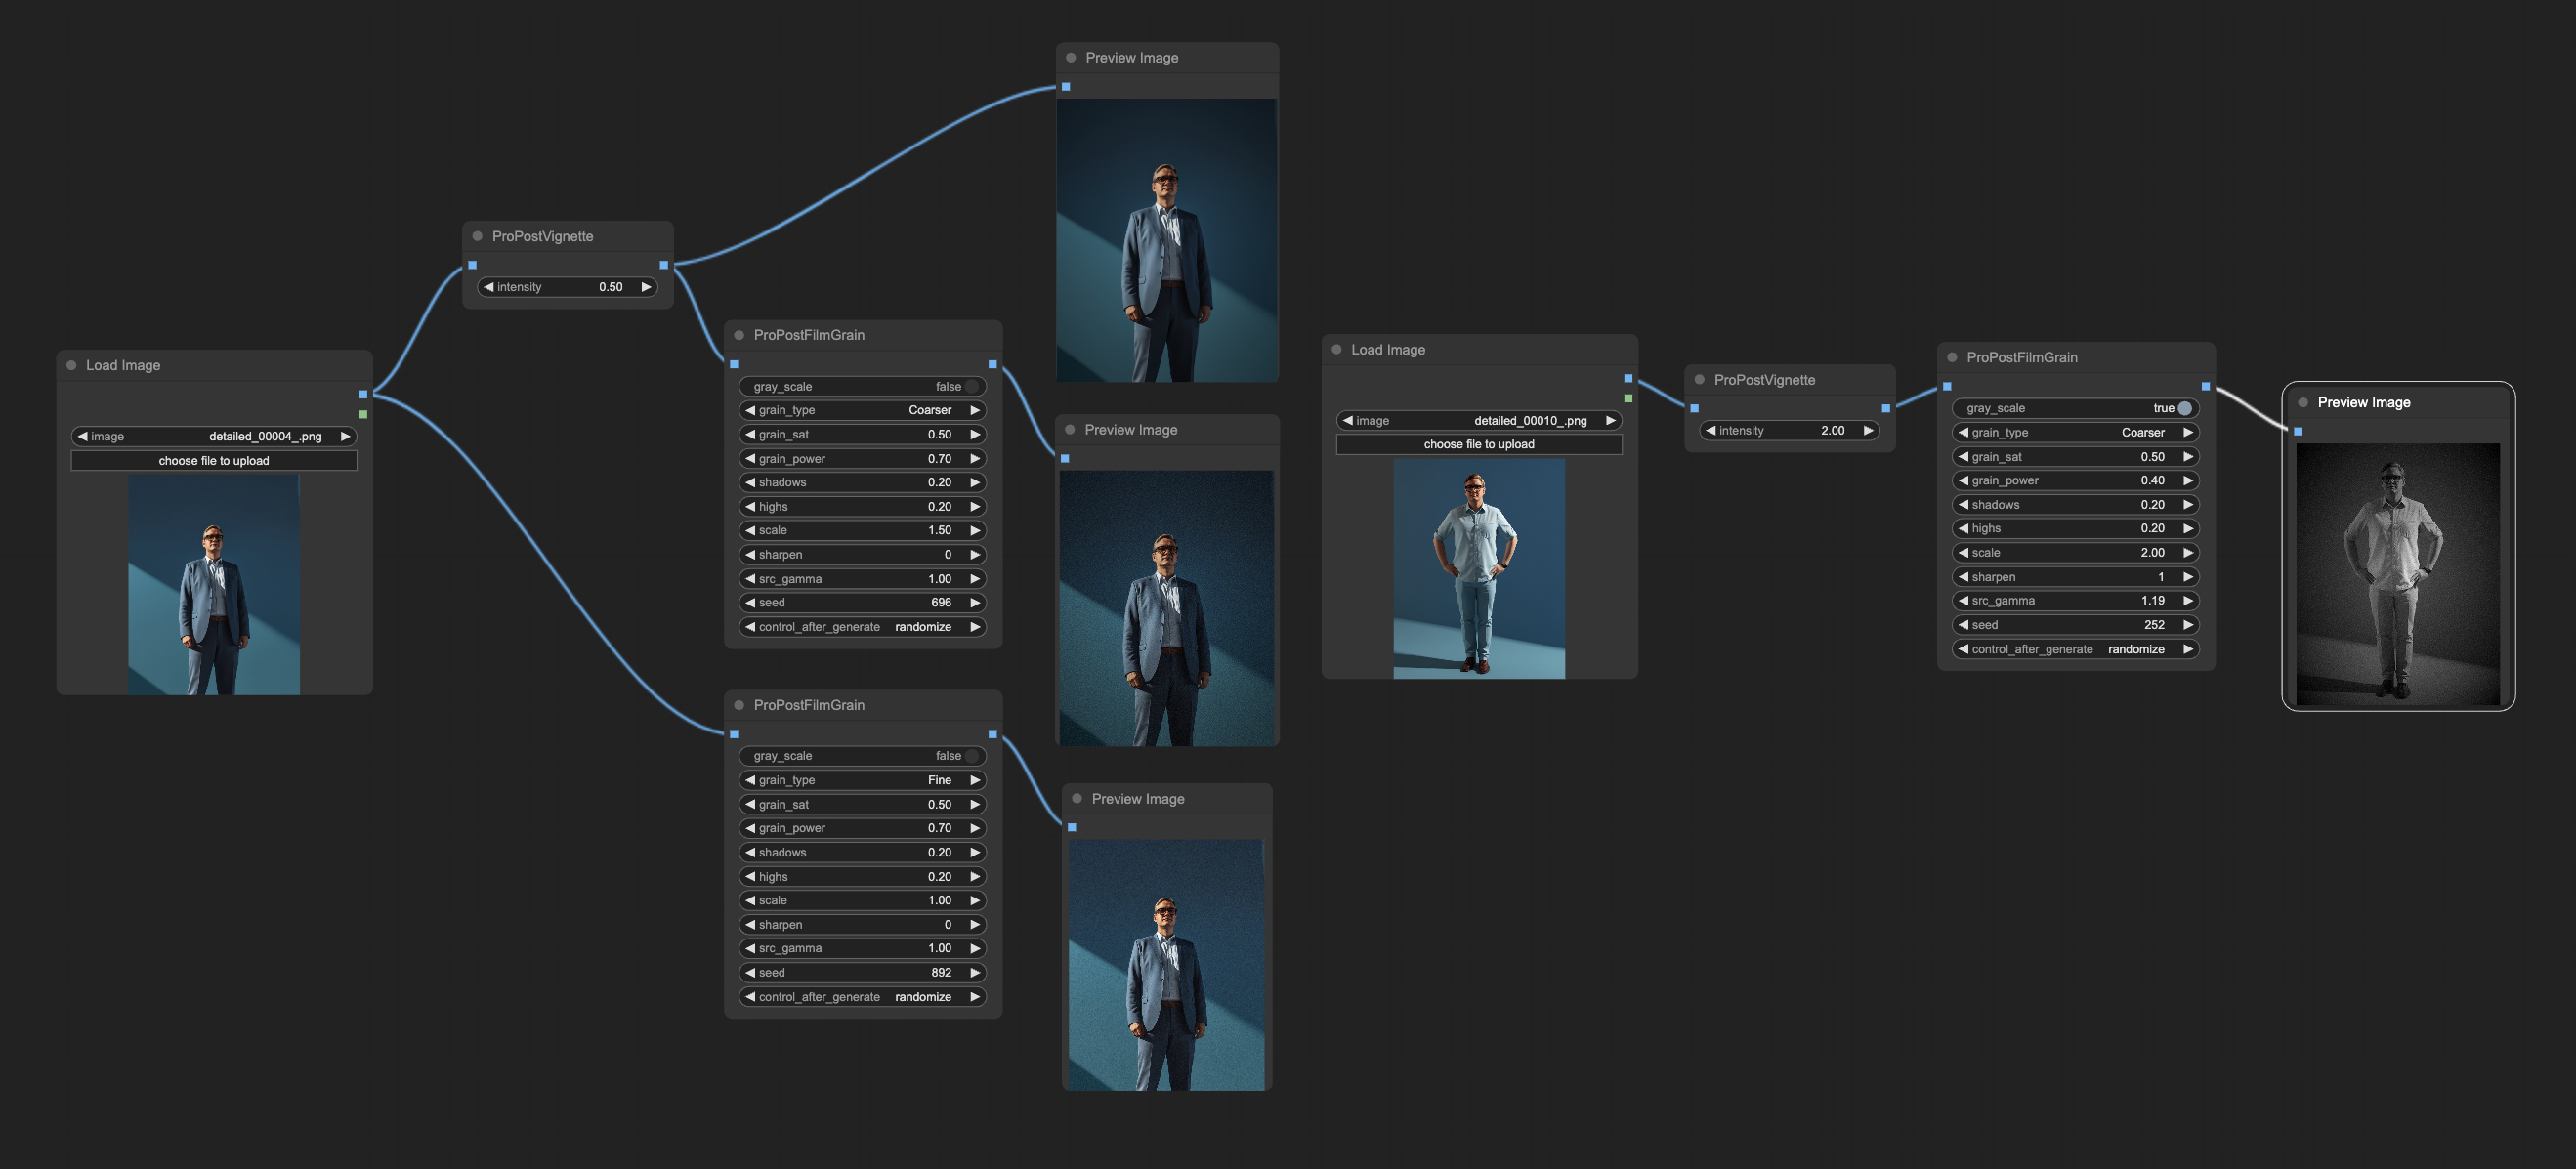 Load Image
image detailed_00004_.png
choose file to upload
ProPostVignette
intensity 0.50
ProPostFilmGrain
gray_scale false
grain_type Coarser
grain_sat 0.50
grain_power 0.70
shadows 0.20
highs 0.20
scale 1.50
sharpen 0
src_gamma 1.00
seed 696
control_after_generate randomize
ProPostFilmGrain
gray_scale false
grain_type Fine
grain_sat 0.50
grain_power 0.70
shadows 0.20
highs 0.20
scale 1.00
sharpen 0
src_gamma 1.00
seed 892
control_after_generate randomize
Preview Image
Preview Image
Preview Image
Load Image
image detailed_00010_.png
choose file to upload
ProPostVignette
intensity 2.00
ProPostFilmGrain
gray_scale true
grain_type Coarser
grain_sat 0.50
grain_power 0.40
shadows 0.20
highs 0.20
scale 2.00
sharpen 1
src_gamma 1.19
seed 252
control_after_generate randomize
Preview Image